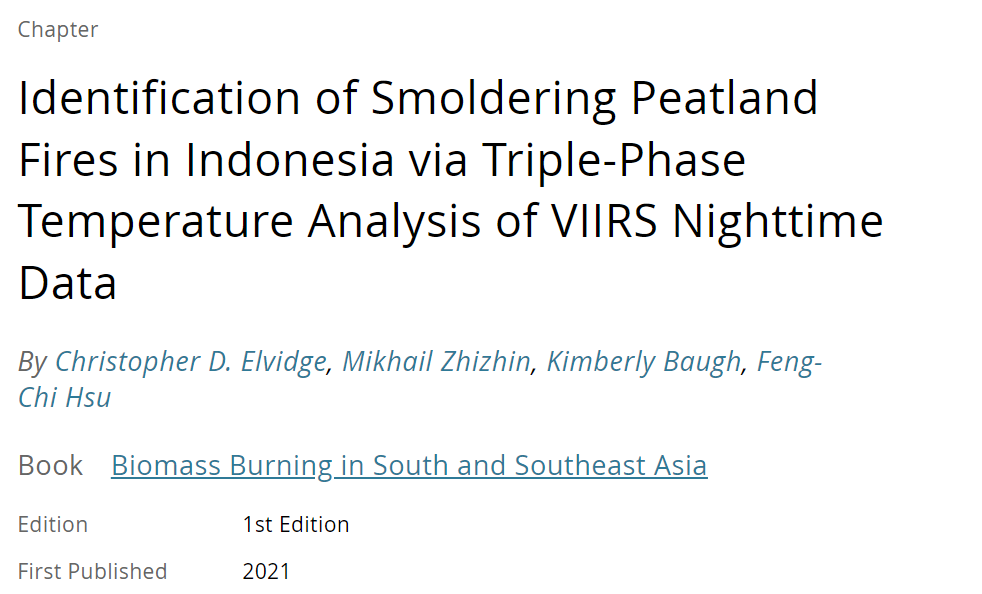 Chapter
Identification of Smoldering Peatland
Fires in Indonesia via Triple-Phase
Temperature Analysis of VIIRS Nighttime
Data
By Christopher D. Elvidge, Mikhail Zhizhin, Kimberly Baugh, Feng-
Chi Hsu
Book Biomass Burning in South and Southeast Asia
Edition 1st Edition
First Published 2021